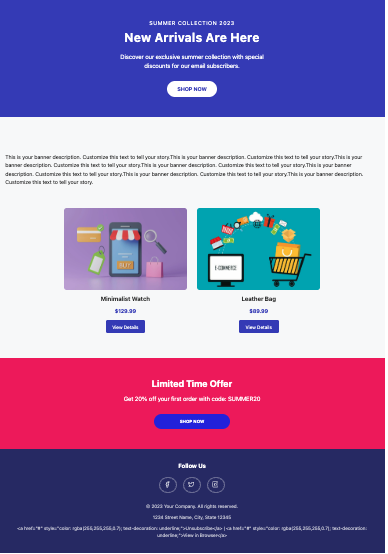 SUMMER COLLECTION 2023
New Arrivals Are Here
Discover our exclusive summer collection with special
discounts for our email subscribers.
SHOP NOW
This is your banner description. Customize this text to tell your story.This is your banner description. Customize this text to tell your story.This is your
banner description. Customize this text to tell your story.This is your banner description. Customize this text to tell your story.This is your banner
description. Customize this text to tell your story.This is your banner description. Customize this text to tell your story.This is your banner description.
Customize this text to tell your story.
BUY
E-COMMERCE
Minimalist Watch
Leather Bag
$129.99
$89.99
View Details
View Details
Limited Time Offer
Get 20% off your first order with code: SUMMER20
SHOP NOW
Follow Us
© 2023 Your Company. All rights reserved.
1234 Street Name, City, State 12345
<a href="#" style="color: rgba(255,255,255,0.7); text-decoration: underline;">Unsubscribe</a> | <a href="#" style="color: rgba(255,255,255,0.7); text-decoration:
underline;">View in Browser</a>